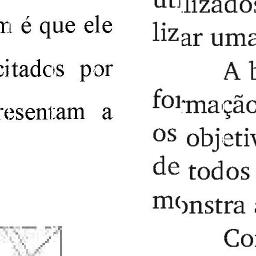 m é que ele
citados por
resentam a
utilizados
lizar uma
A b
formação
os objetiv
de todos
monstra a
Co